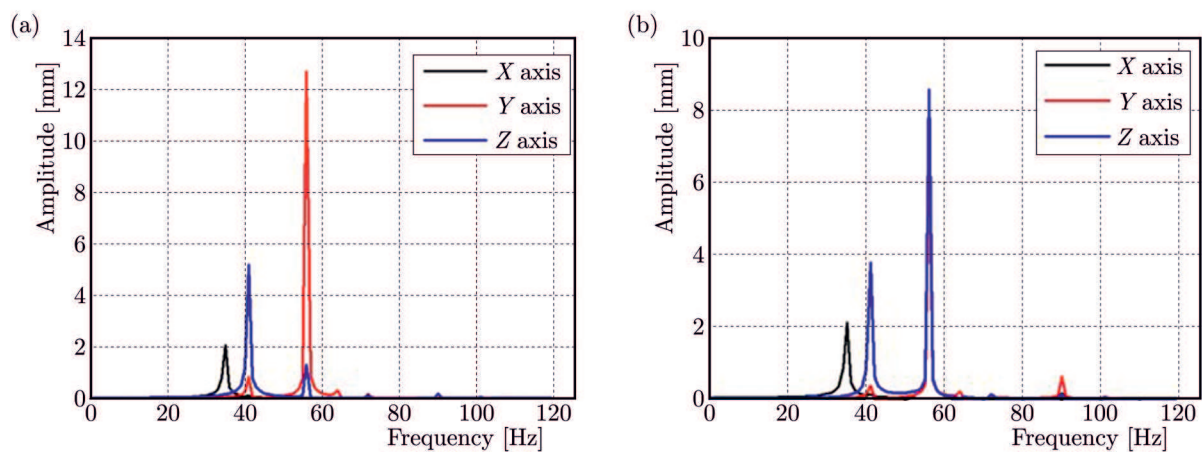 (a)
Amplitude [mm]
14
12
10
8
6
4
2
0
0 20 40 60 80 100 120
Frequency [Hz]
X axis
Y axis
Z axis
(b)
Amplitude [mm]
10
8
6
4
2
0
0 20 40 60 80 100 120
Frequency [Hz]
X axis
Y axis
Z axis